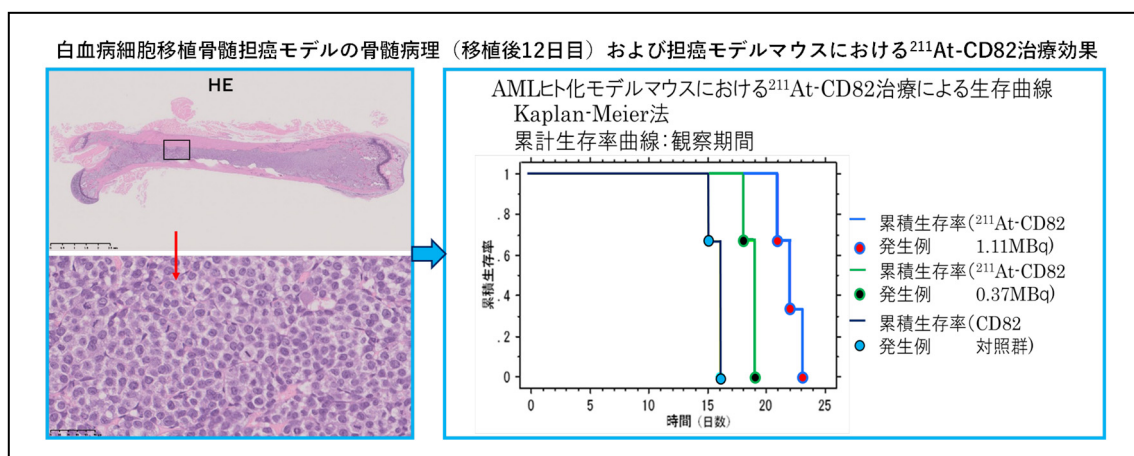 白血病細胞移植骨髄担癌モデルの骨髄病理（移植後12日目）および担癌モデルマウスにおける²¹¹At-CD82治療効果
HE
AMLヒト化モデルマウスにおける²¹¹At-CD82治療による生存曲線
Kaplan-Meier法
累計生存率曲線：観察期間
累積生存率
1
.8
.6
.4
.2
0
0
5
10
15
20
25
時間（日数）
累積生存率(²¹¹At-CD82
発生例 1.11MBq)
累積生存率(²¹¹At-CD82
発生例 0.37MBq)
累積生存率(CD82
発生例 対照群)